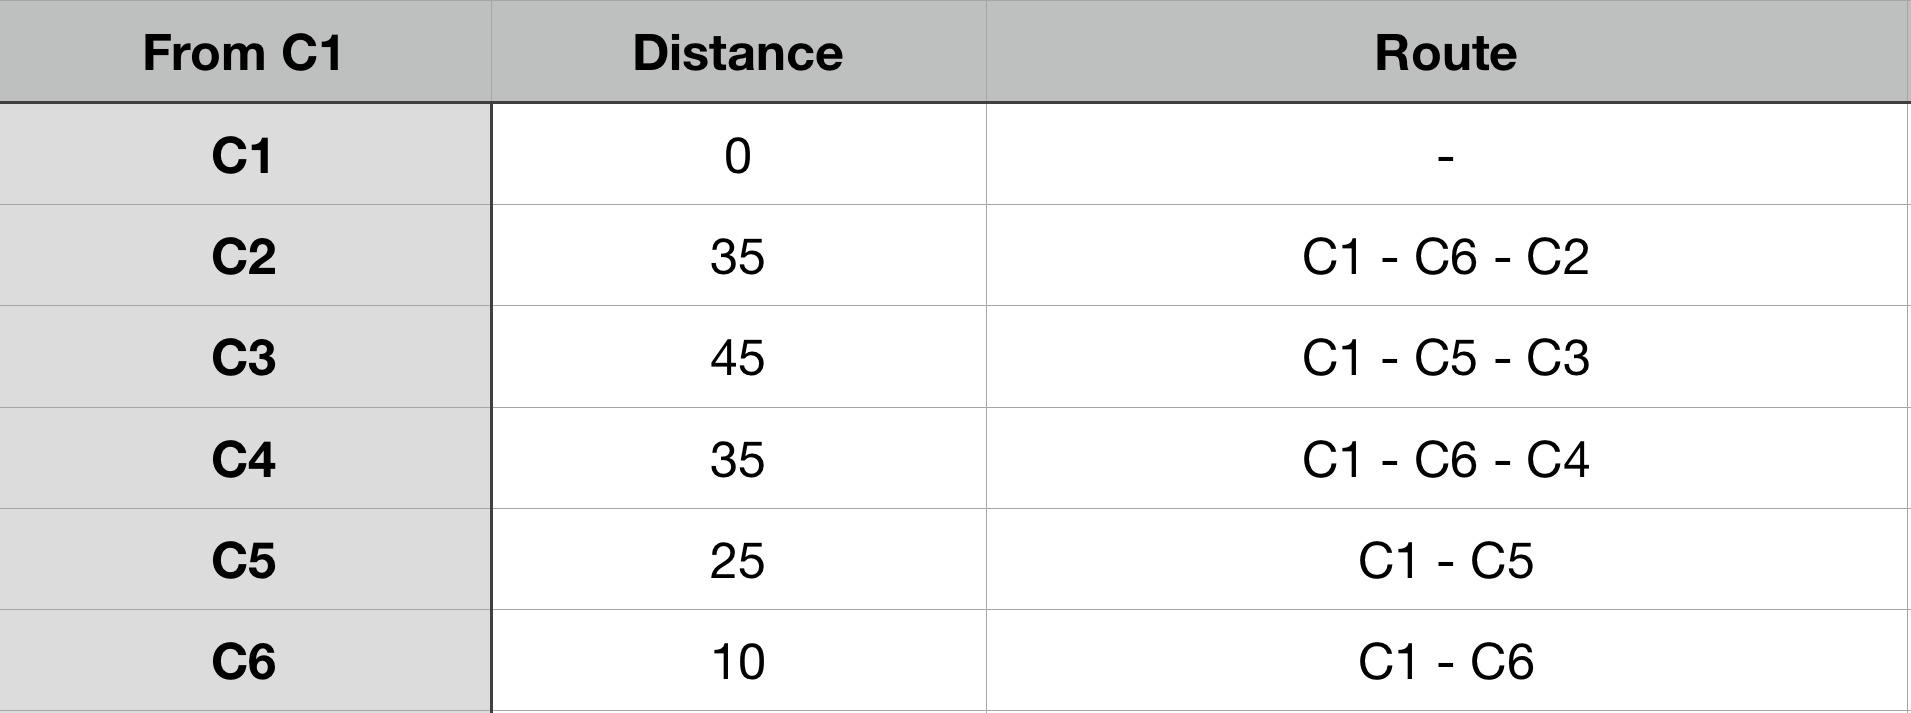 From C1 Distance Route
C1 0 -
C2 35 C1 - C6 - C2
C3 45 C1 - C5 - C3
C4 35 C1 - C6 - C4
C5 25 C1 - C5
C6 10 C1 - C6